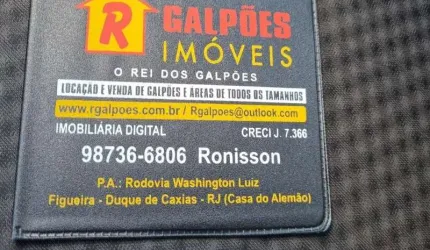 R GALPÕES
IMÓVEIS
O REI DOS GALPÕES
LOCAÇÃO E VENDA DE GALPÕES E ÁREAS DE TODOS OS TAMANHOS
www.rgalpoes.com.br / Rgalpoes@outlook.com
IMOBILIÁRIA DIGITAL CRECI J. 7.366
98736-6806 Ronisson
P.A.: Rodovia Washington Luiz
Figueira - Duque de Caxias - RJ (Casa do Alemão)